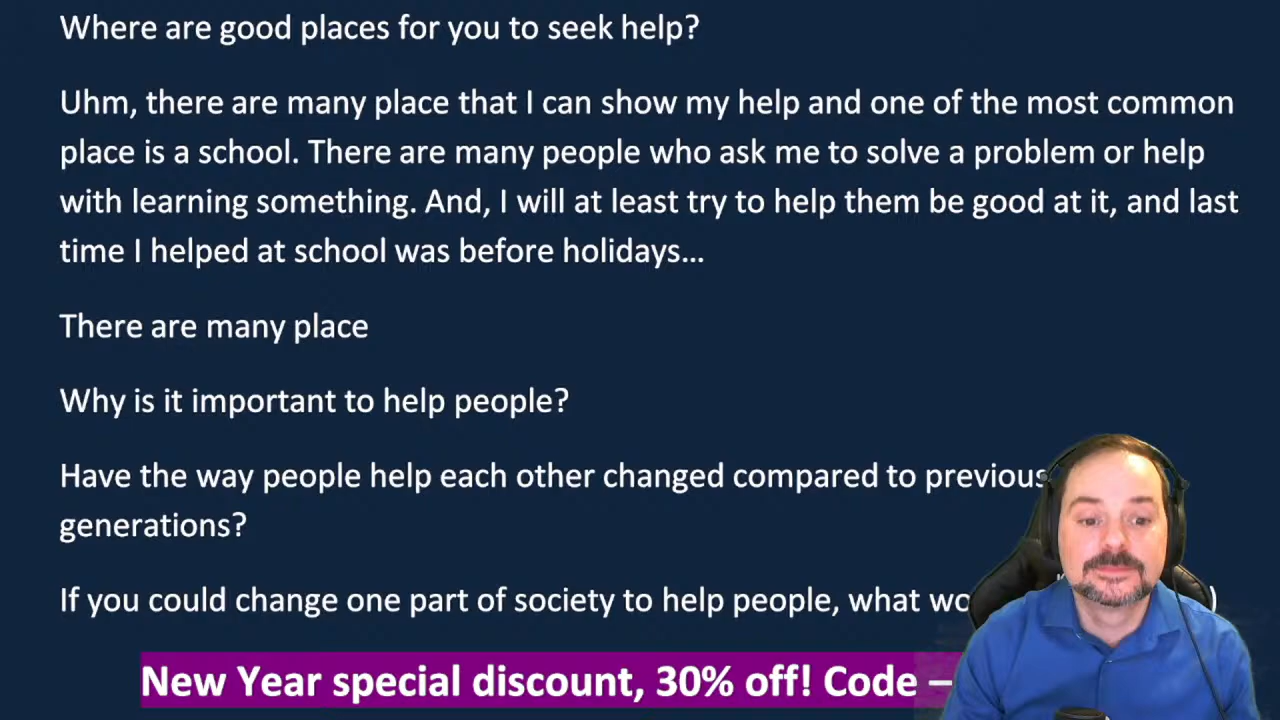 Where are good places for you to seek help?
Uhm, there are many place that I can show my help and one of the most common
place is a school. There are many people who ask me to solve a problem or help
with learning something. And, I will at least try to help them be good at it, and last
time I helped at school was before holidays...
There are many place
Why is it important to help people?
Have the way people help each other changed compared to previous
generations?
If you could change one part of society to help people, what
New Year special discount, 30% off! Code –